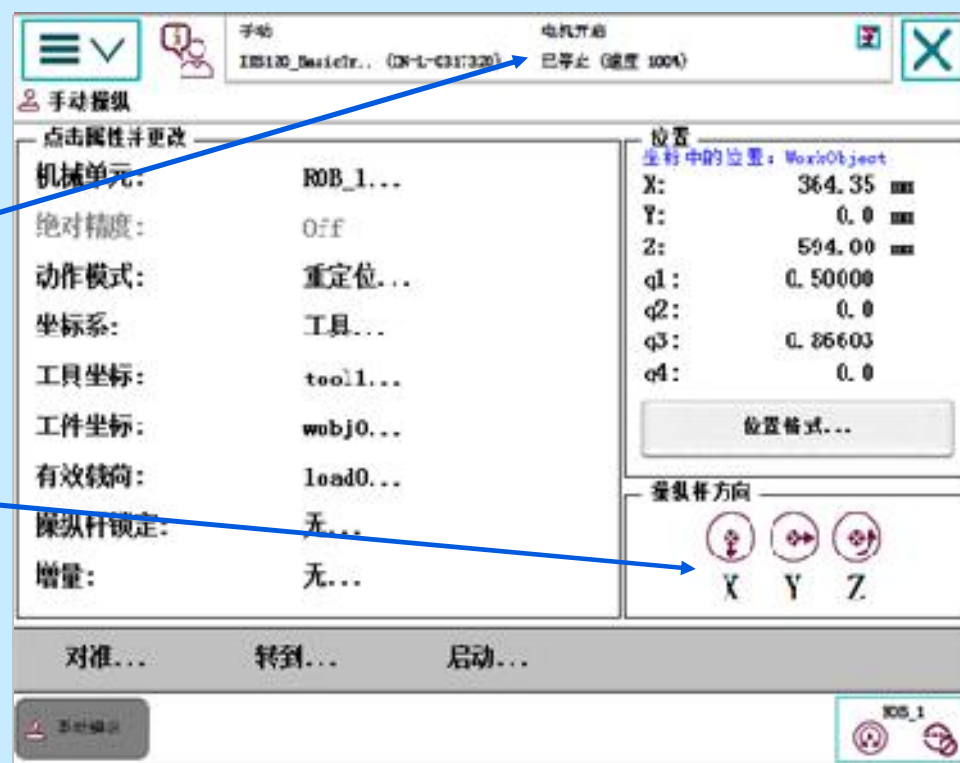 手动
电机开启
(CN-L-0317320)
已停止 (速度 100%)
手动操纵
点击属性并更改
机械单元: ROB_1...
绝对精度: Off
动作模式: 重定位...
坐标系: 工具...
工具坐标: tool1...
工件坐标: wobj0...
有效载荷: load0...
操纵杆锁定: 无...
增量: 无...
位置
坐标中的位置: WorkObject
X: 364.35 mm
Y: 0.0 mm
Z: 594.00 mm
q1: 0.50000
q2: 0.0
q3: 0.86603
q4: 0.0
位置格式...
操纵杆方向
X Y Z
对准... 转到... 启动...
手动操纵
ROB_1